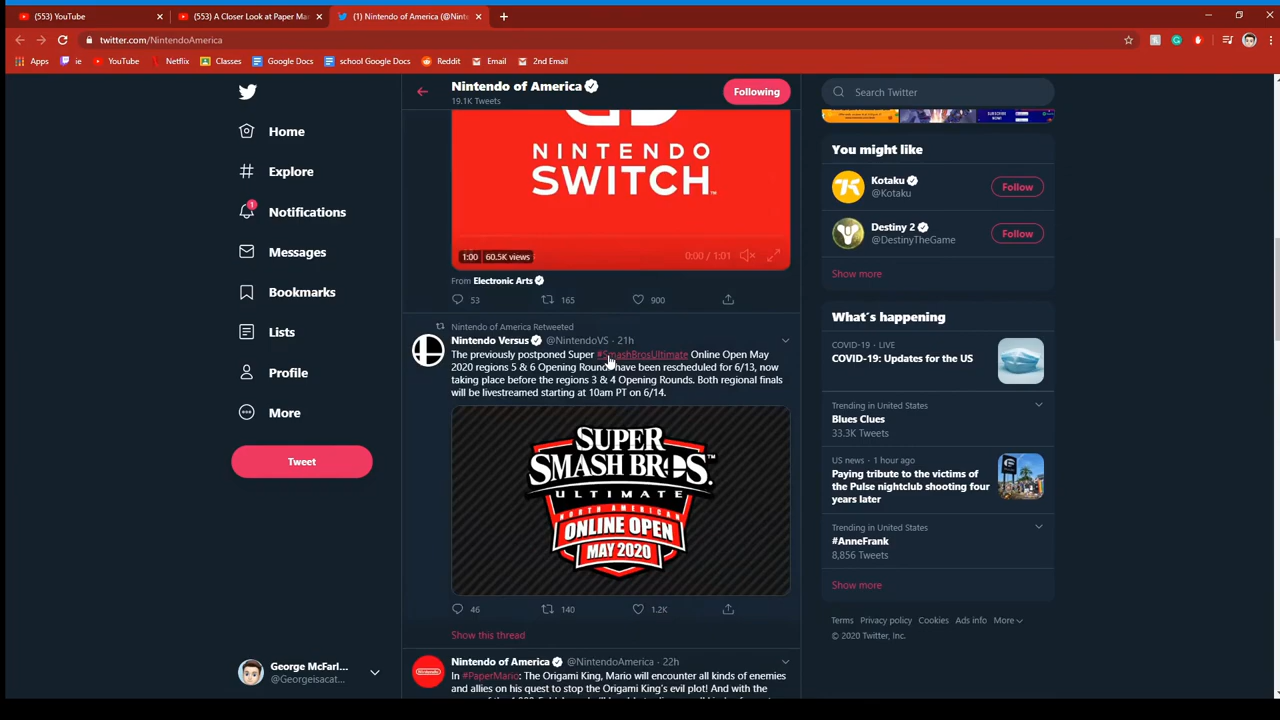 (553) YouTube
(553) A Closer Look at Paper Ma
(1) Nintendo of America (@Ninte
twitter.com/NintendoAmerica
Apps
ie
YouTube
Netflix
Classes
Google Docs
school Google Docs
Reddit
Email
2nd Email
Home
Explore
1
Notifications
Messages
Bookmarks
Lists
Profile
More
Tweet
George McFarl...
@Georgeisacat...
Nintendo of America
19.1K Tweets
Following
NINTENDO
SWITCH™
1:00 60.5K views
0:00 / 1:01
From Electronic Arts
53 165 900
Nintendo of America Retweeted
Nintendo Versus @NintendoVS · 21h
The previously postponed Super #SmashBrosUltimate Online Open May
2020 regions 5 & 6 Opening Rounds have been rescheduled for 6/13, now
taking place before the regions 3 & 4 Opening Rounds. Both regional finals
will be livestreamed starting at 10am PT on 6/14.
SUPER
SMASH BROS.™
ULTIMATE
NORTH AMERICAN
ONLINE OPEN
MAY 2020
46 140 1.2K
Show this thread
Nintendo of America @NintendoAmerica · 22h
In #PaperMario: The Origami King, Mario will encounter all kinds of enemies
and allies on his quest to stop the Origami King's evil plot! And with the
Search Twitter
You might like
Kotaku
@Kotaku
Follow
Destiny 2
@DestinyTheGame
Follow
Show more
What's happening
COVID-19 · LIVE
COVID-19: Updates for the US
Trending in United States
Blues Clues
33.3K Tweets
US news · 1 hour ago
Paying tribute to the victims of
the Pulse nightclub shooting four
years later
Trending in United States
#AnneFrank
8,856 Tweets
Show more
Terms Privacy policy Cookies Ads info More
© 2020 Twitter, Inc.